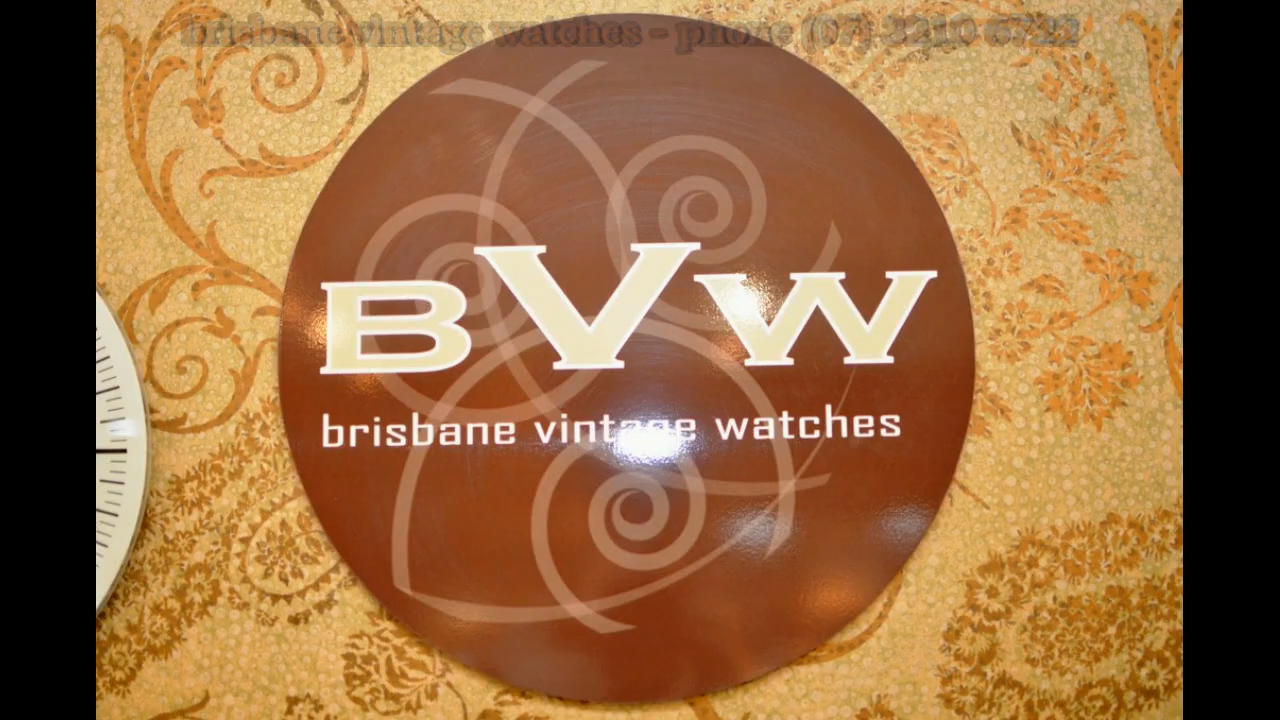 brisbane vintage watches - phone (07) 3210 6722
BVW
brisbane vintage watches